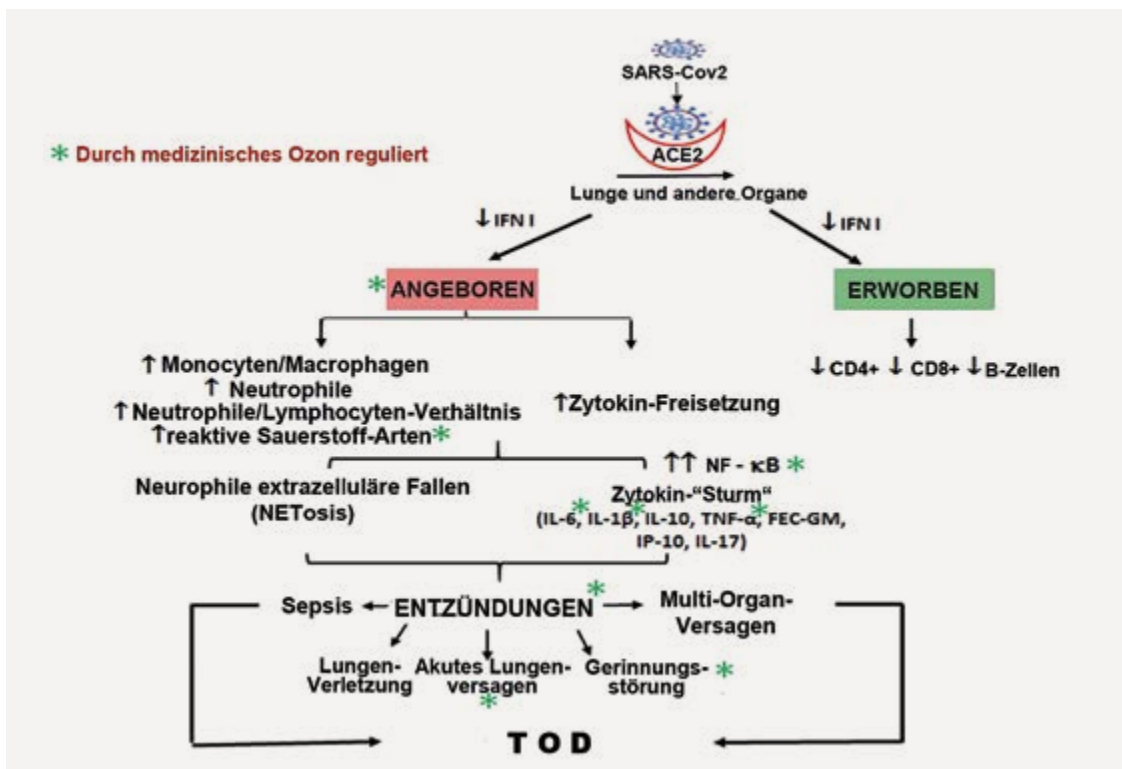 SARS-Cov2
ACE2
* Durch medizinisches Ozon reguliert
Lunge und andere Organe
↓ IFN I
↓ IFN I
* ANGEBOREN
ERWORBEN
↑ Monocyten/Macrophagen
↑ Neutrophile
↑ Neutrophile/Lymphocyten-Verhältnis
↑ reaktive Sauerstoff-Arten *
↑ Zytokin-Freisetzung
↓ CD4+ ↓ CD8+ ↓ B-Zellen
Neurophile extrazelluläre Fallen
(NETosis)
↑↑ NF - κB *
Zytokin-“Sturm“
(IL-6*, IL-1β*, IL-10, TNF-α*, FEC-GM,
IP-10, IL-17)
Sepsis
ENTZÜNDUNGEN *
Multi-Organ-
Versagen
Lungen-
Verletzung
Akutes Lungen-
versagen
*
Gerinnungs-
störung *
TOD